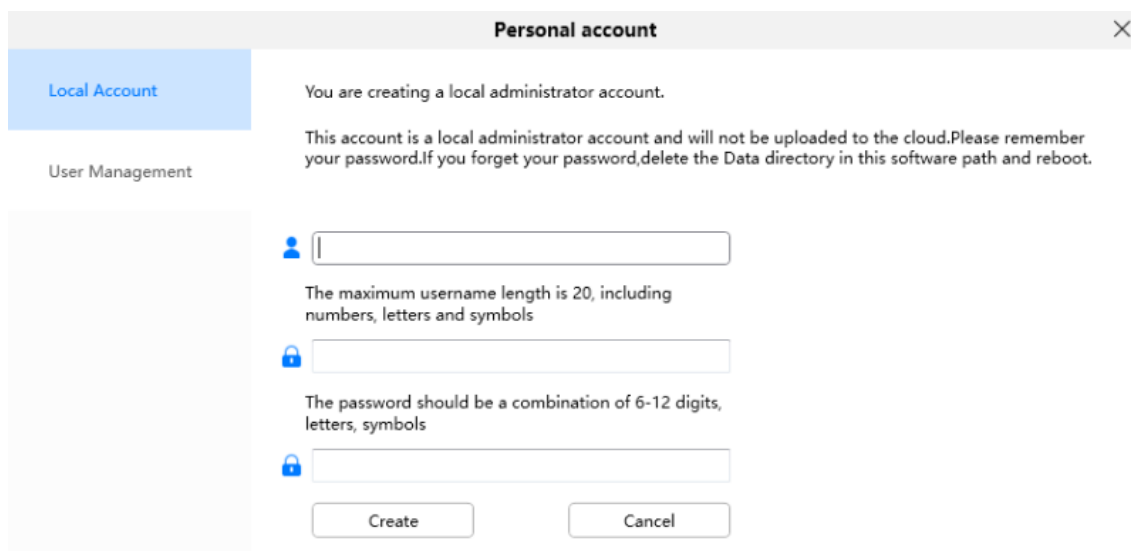 Personal account
Local Account
User Management
You are creating a local administrator account.
This account is a local administrator account and will not be uploaded to the cloud.Please remember
your password.If you forget your password,delete the Data directory in this software path and reboot.
The maximum username length is 20, including
numbers, letters and symbols
The password should be a combination of 6-12 digits,
letters, symbols
Create
Cancel